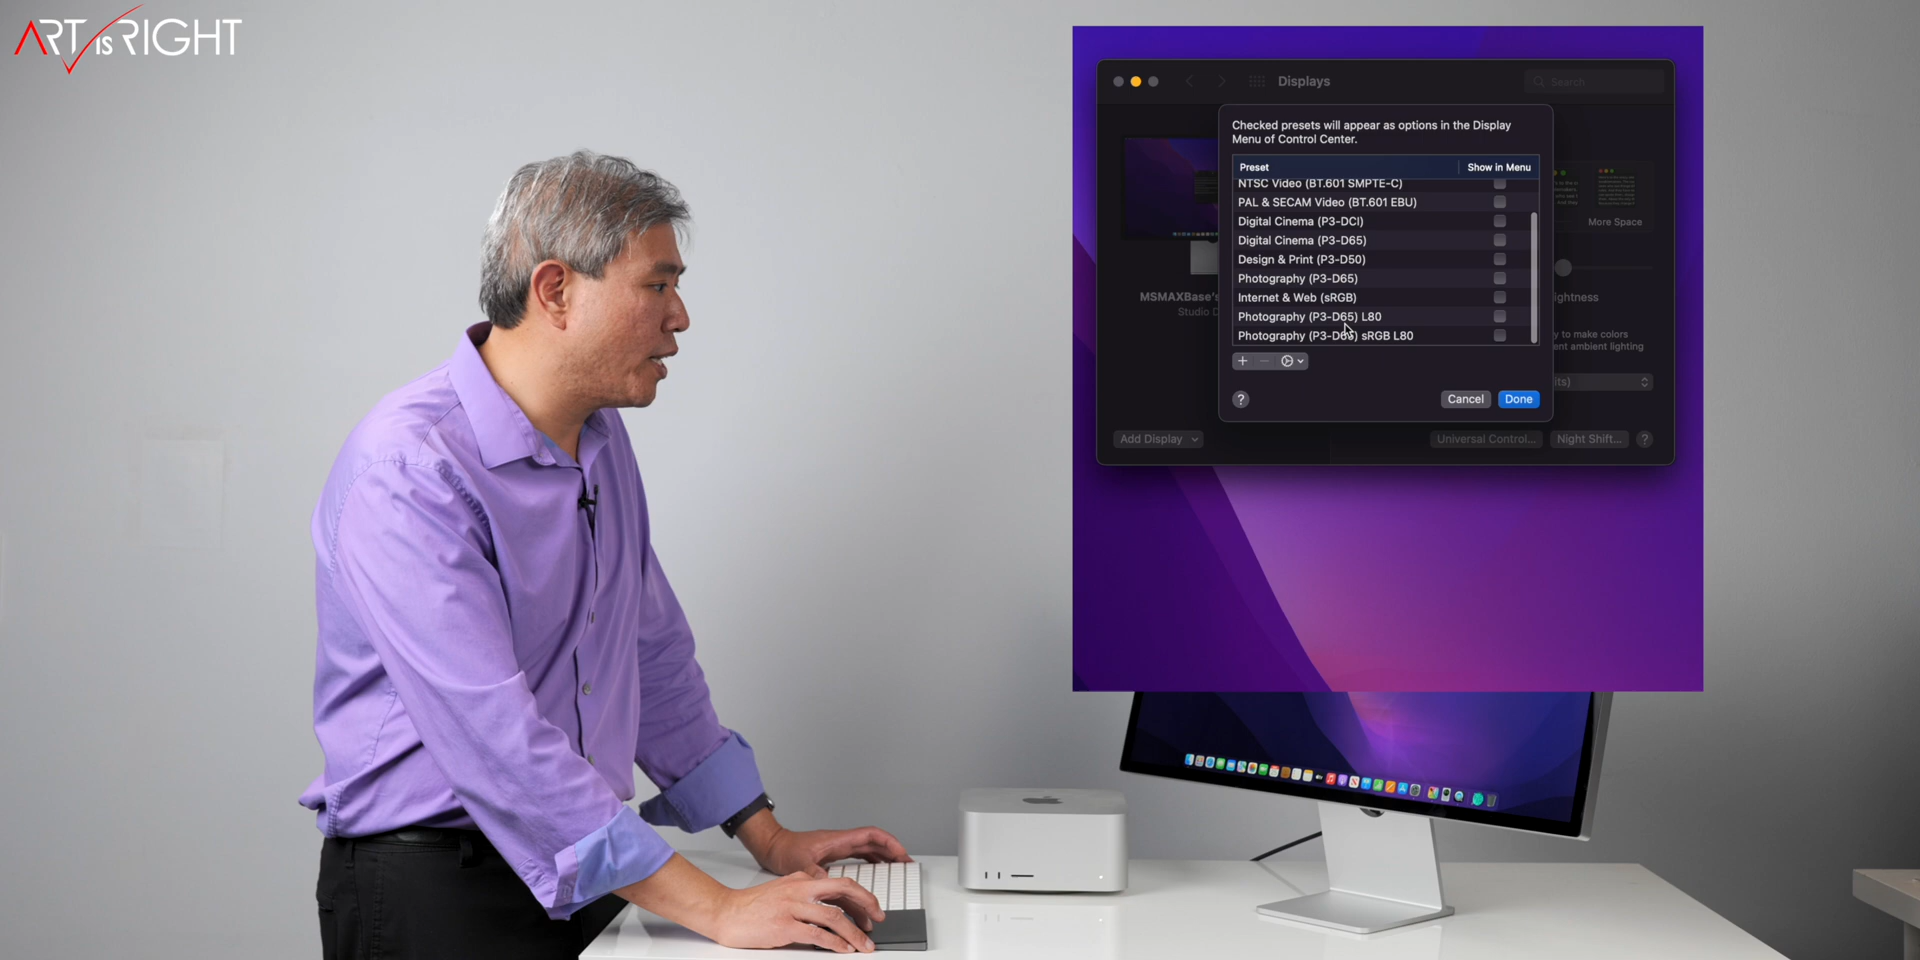 ART IS RIGHT
Displays
Search
Checked presets will appear as options in the Display
Menu of Control Center.
Preset
Show in Menu
NTSC Video (BT.601 SMPTE-C)
PAL & SECAM Video (BT.601 EBU)
Digital Cinema (P3-DCI)
Digital Cinema (P3-D65)
Design & Print (P3-D50)
Photography (P3-D65)
Internet & Web (sRGB)
Photography (P3-D65) L80
Photography (P3-D65) sRGB L80
More Space
MSMAXBase's
Studio D
ightness
y to make colors
ent ambient lighting
its)
+ −
?
Cancel
Done
Add Display
Universal Control...
Night Shift...
?